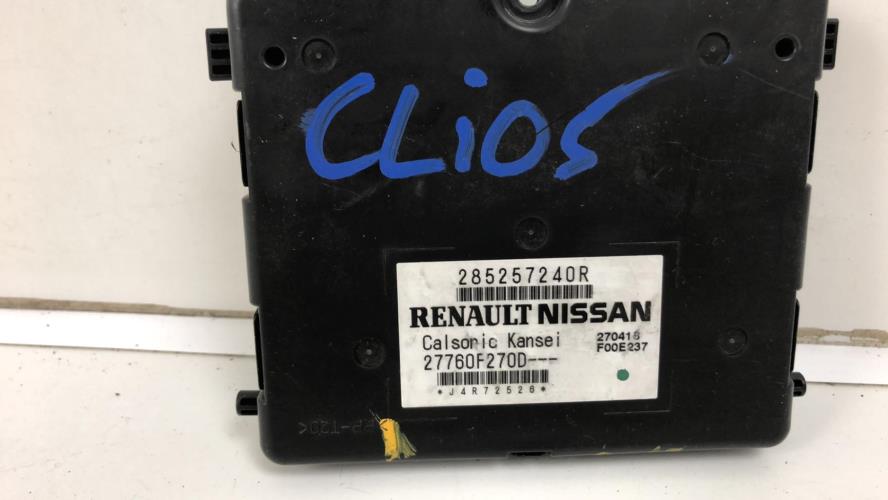 CLiO5
285257240R
RENAULT NISSAN
Calsonic Kansei 270418
27760F270D--- F00E237
*J4R72526*